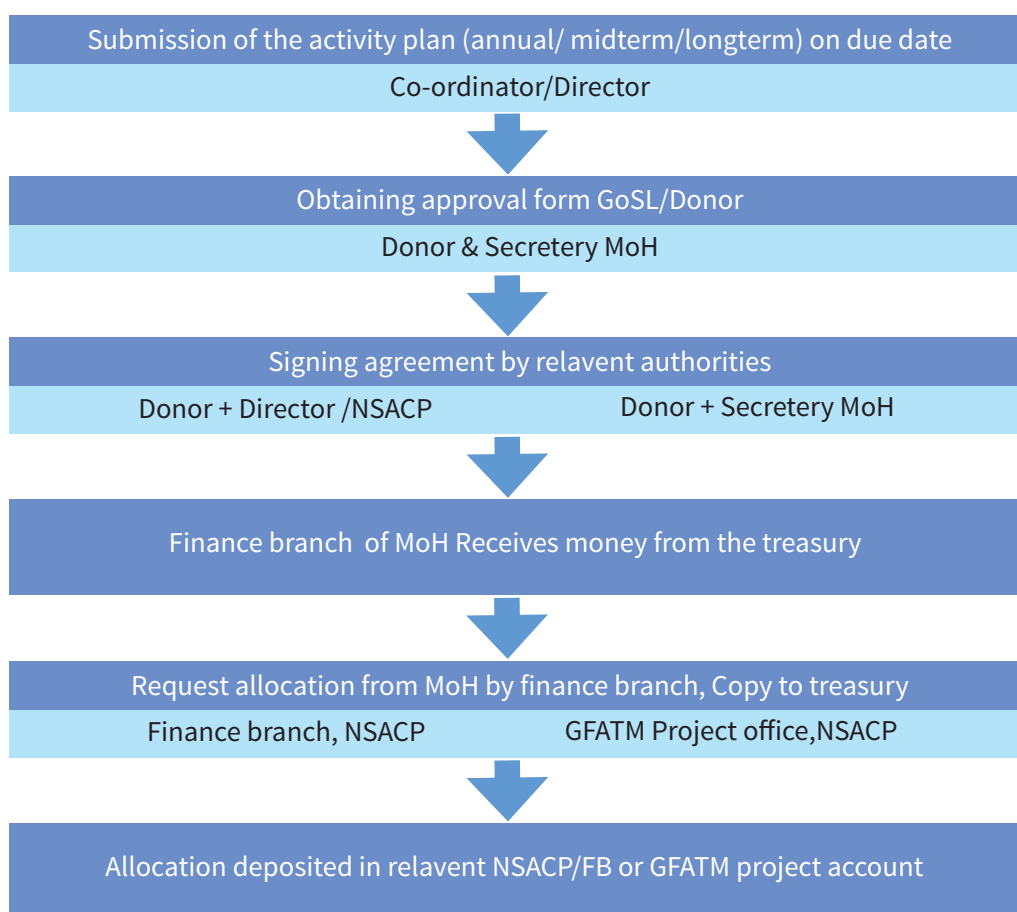 Submission of the activity plan (annual/ midterm/longterm) on due date
Co-ordinator/Director
Obtaining approval form GoSL/Donor
Donor & Secretery MoH
Signing agreement by relavent authorities
Donor + Director /NSACP
Donor + Secretery MoH
Finance branch of MoH Receives money from the treasury
Request allocation from MoH by finance branch, Copy to treasury
Finance branch, NSACP
GFATM Project office,NSACP
Allocation deposited in relavent NSACP/FB or GFATM project account